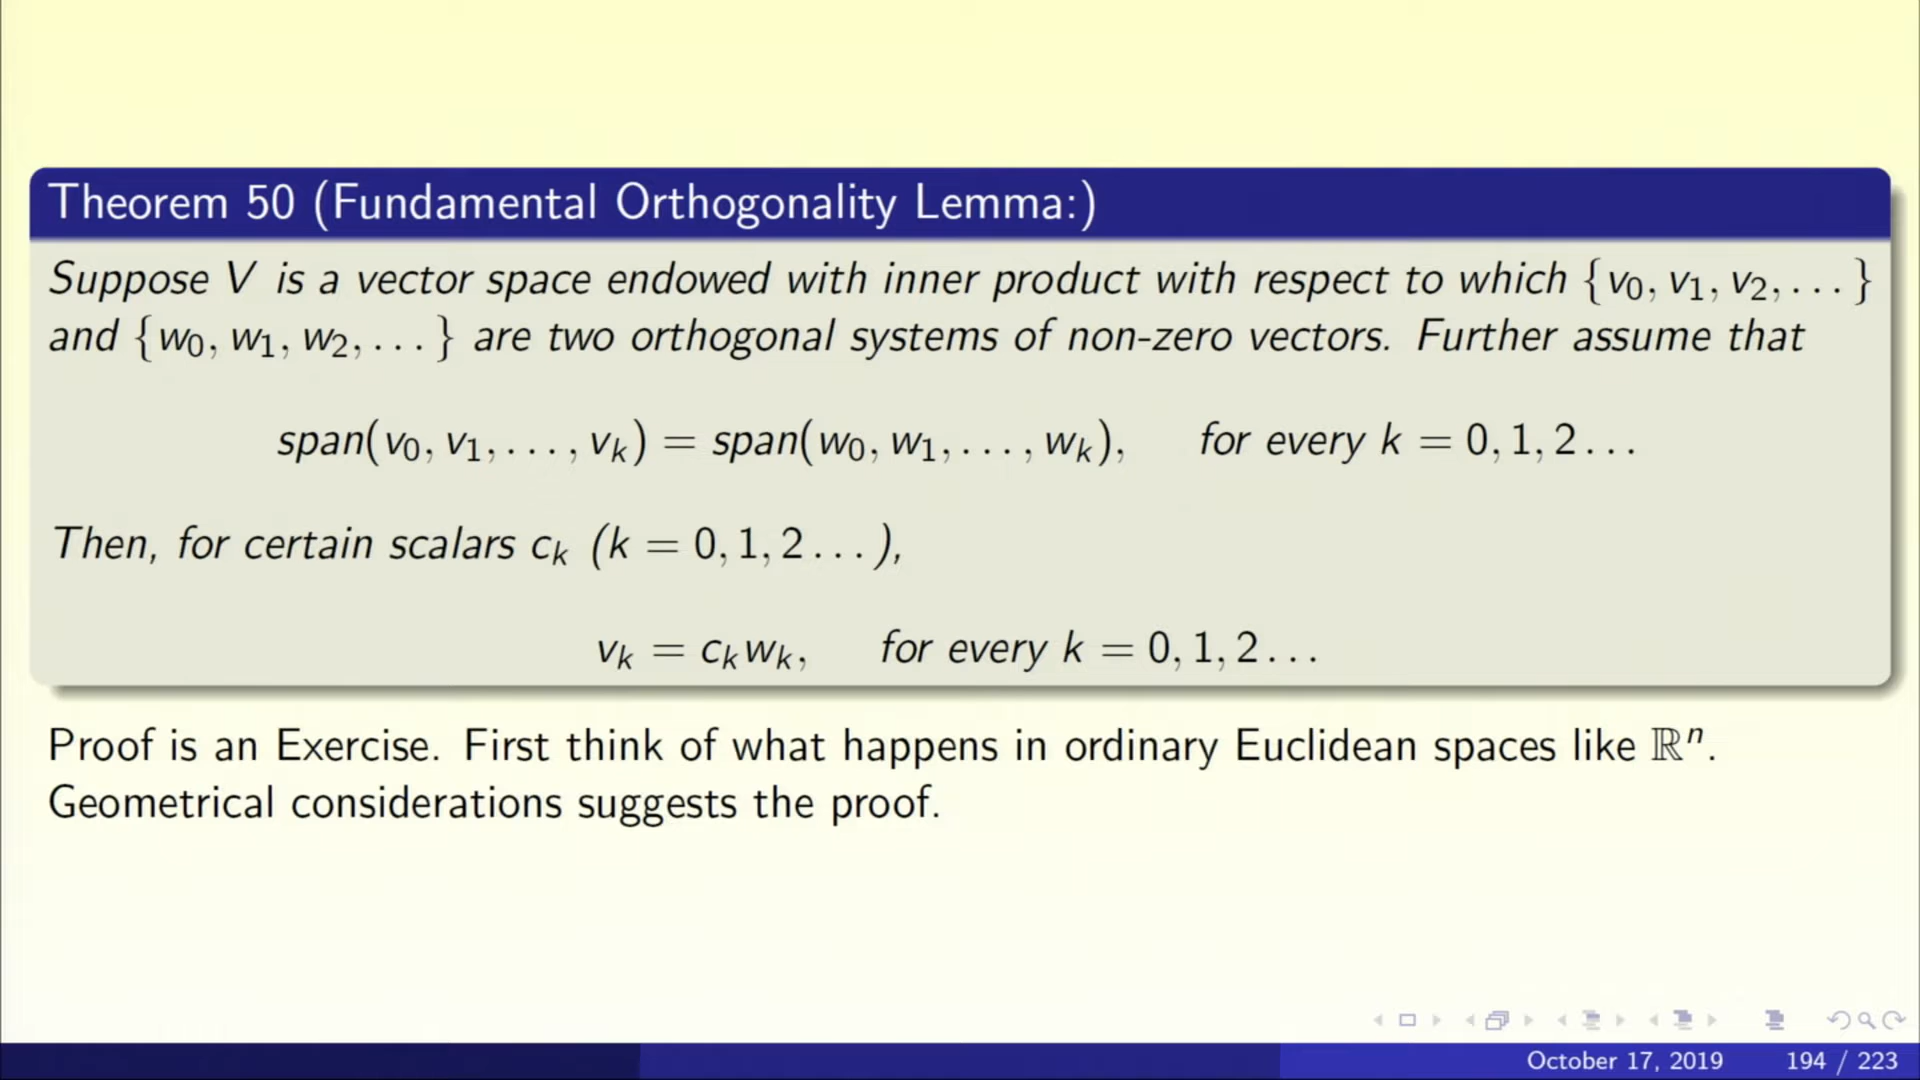 Theorem 50 (Fundamental Orthogonality Lemma:)
Suppose V is a vector space endowed with inner product with respect to which {v₀, v₁, v₂, . . . }
and {w₀, w₁, w₂, . . . } are two orthogonal systems of non-zero vectors. Further assume that
span(v₀, v₁, . . . , vₖ) = span(w₀, w₁, . . . , wₖ), for every k = 0, 1, 2 . . .
Then, for certain scalars cₖ (k = 0, 1, 2 . . . ),
vₖ = cₖwₖ, for every k = 0, 1, 2 . . .
Proof is an Exercise. First think of what happens in ordinary Euclidean spaces like ℝⁿ.
Geometrical considerations suggests the proof.
October 17, 2019 194 / 223